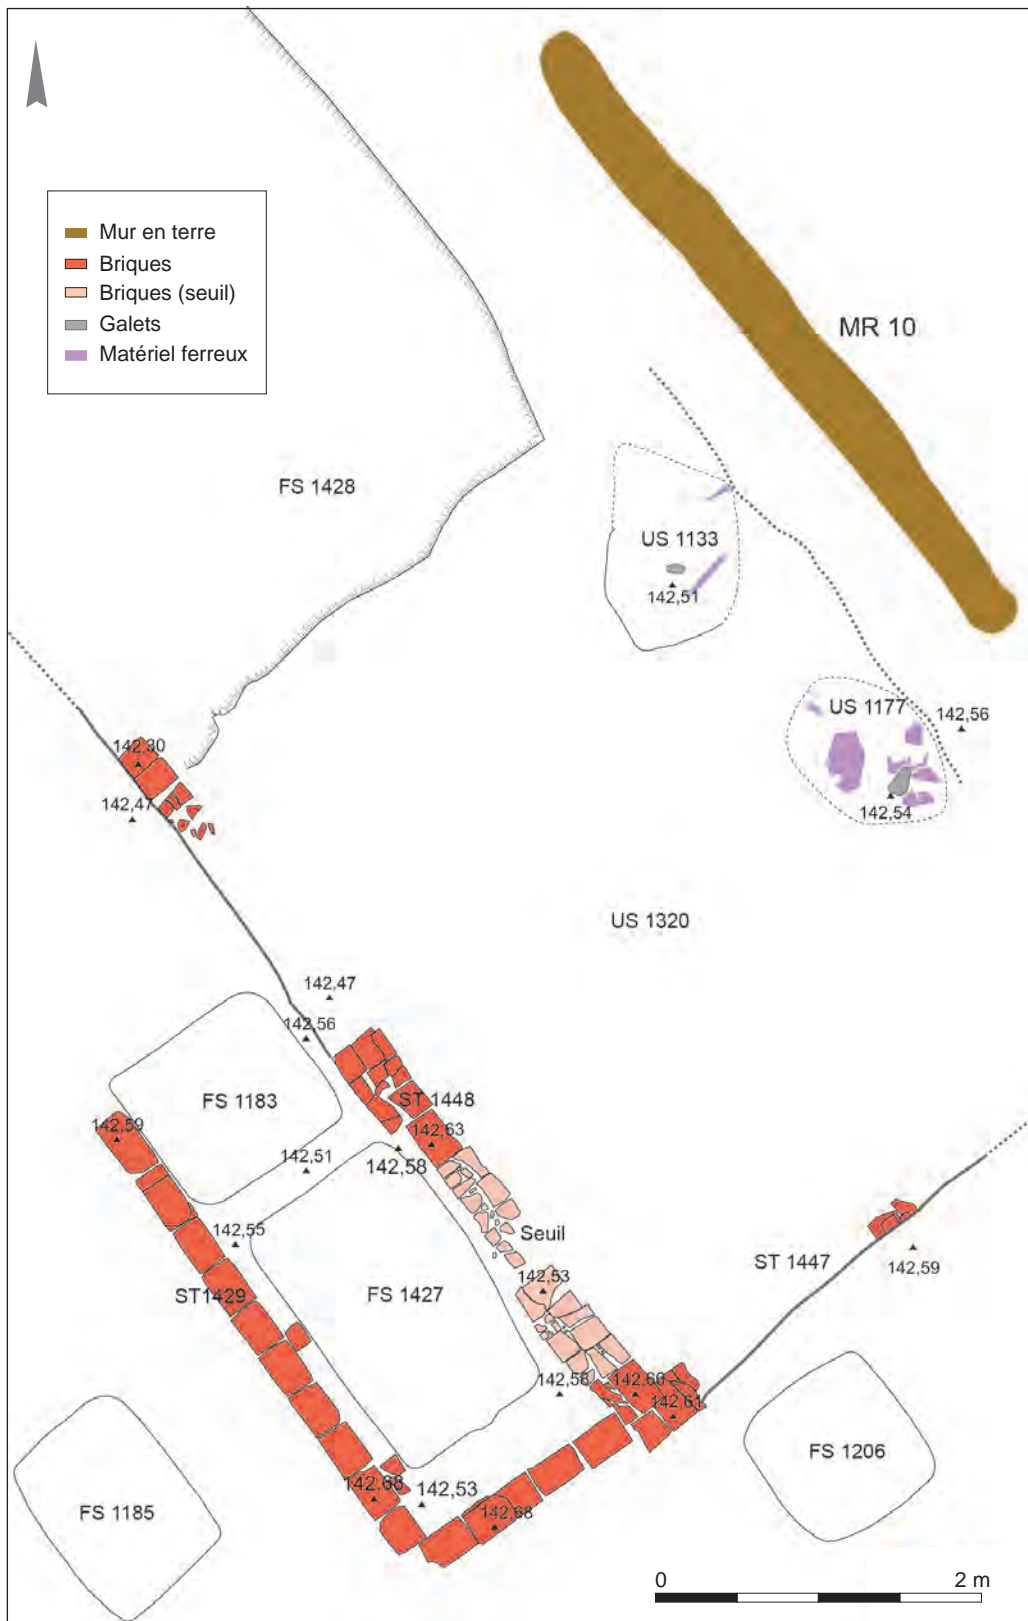 Mur en terre
Briques
Briques (seuil)
Galets
Matériel ferreux
MR 10
FS 1428
US 1133
142,51
US 1177
142,56
142,54
142,30
142,47
US 1320
142,47
142,56
FS 1183
ST 1448
142,59
142,63
142,51
142,58
142,55
Seuil
ST 1447
142,59
142,53
ST1429
FS 1427
142,58
142,60
142,61
FS 1206
142,68
142,53
142,68
FS 1185
0 2 m